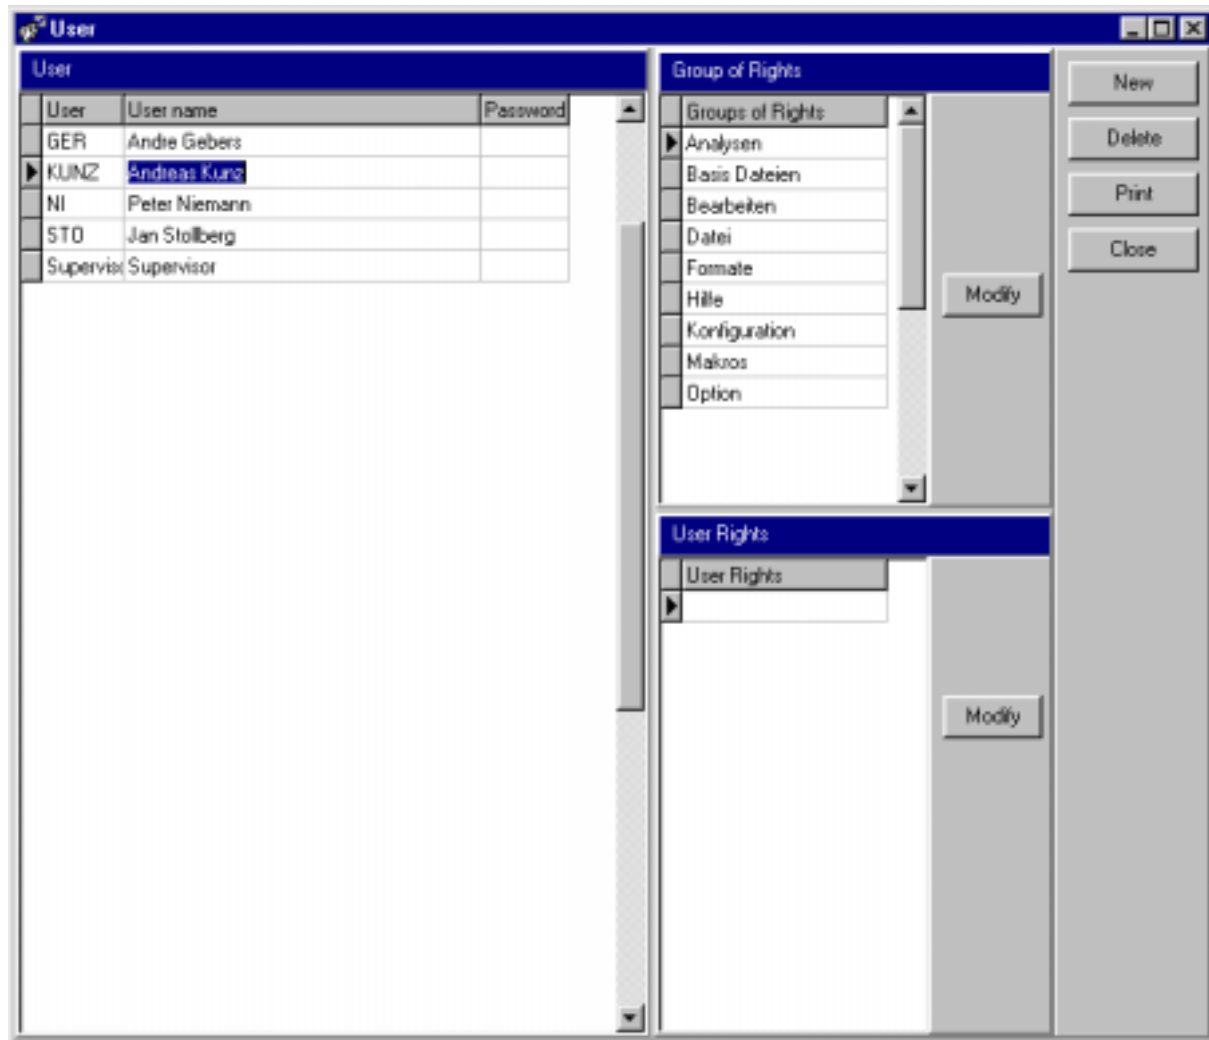 User
User
User User name Password
GER Andre Gebers
KUNZ Andreas Kunz
NI Peter Niemann
STO Jan Stollberg
Superviso Supervisor
Group of Rights
Groups of Rights
Analysen
Basis Dateien
Bearbeiten
Datei
Formate
Hilfe
Konfiguration
Makros
Option
Modify
User Rights
User Rights
Modify
New
Delete
Print
Close